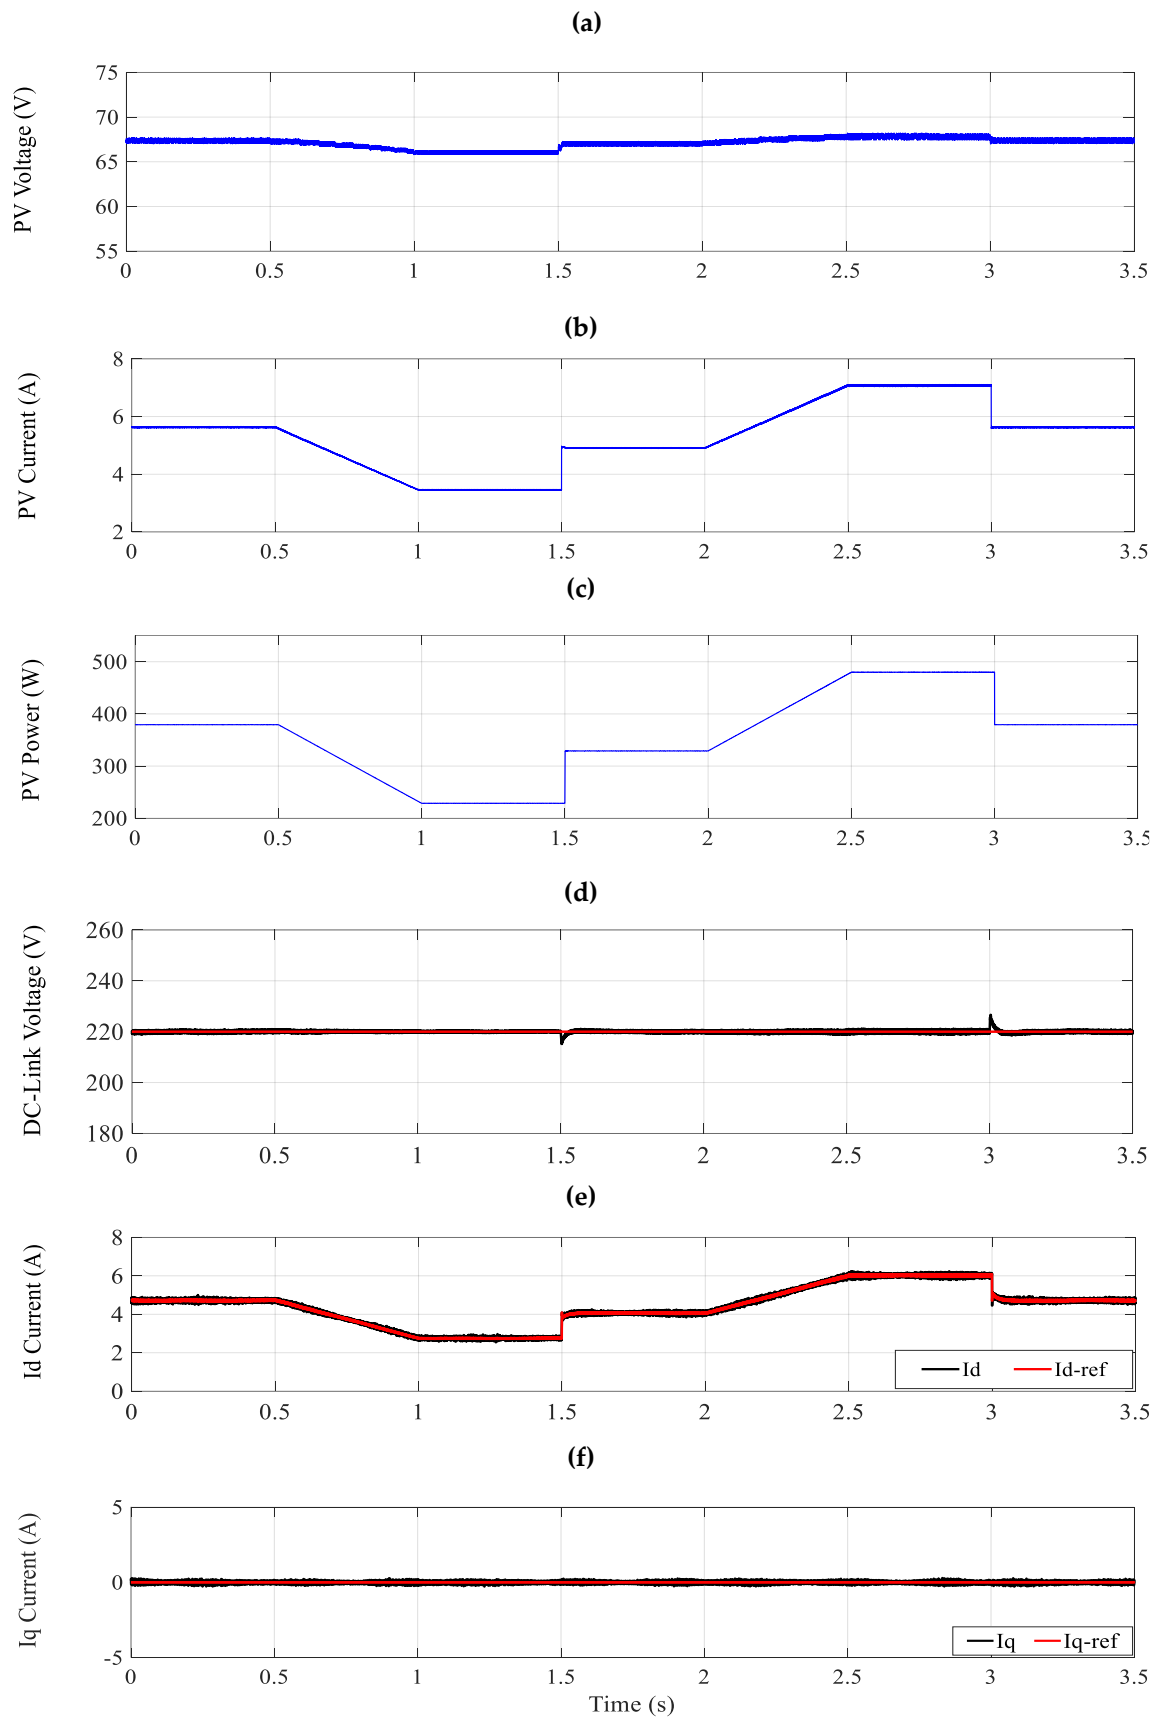 (a)
PV Voltage (V)
75
70
65
60
55
0 0.5 1 1.5 2 2.5 3 3.5
(b)
PV Current (A)
8
6
4
2
0 0.5 1 1.5 2 2.5 3 3.5
(c)
PV Power (W)
500
400
300
200
0 0.5 1 1.5 2 2.5 3 3.5
(d)
DC-Link Voltage (V)
260
240
220
200
180
0 0.5 1 1.5 2 2.5 3 3.5
(e)
Id Current (A)
8
6
4
2
0
Id Id-ref
0 0.5 1 1.5 2 2.5 3 3.5
(f)
Iq Current (A)
5
0
-5
Iq Iq-ref
0 0.5 1 1.5 2 2.5 3 3.5
Time (s)